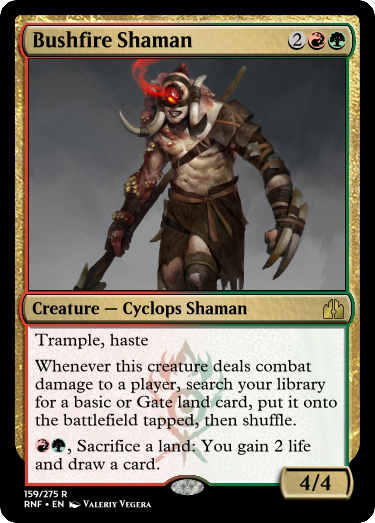 Bushfire Shaman 2
Creature — Cyclops Shaman
Trample, haste
Whenever this creature deals combat
damage to a player, search your library
for a basic or Gate land card, put it onto
the battlefield tapped, then shuffle.
, Sacrifice a land: You gain 2 life
and draw a card.
4/4
159/275 R
RNF • EN Valeriy Vegera